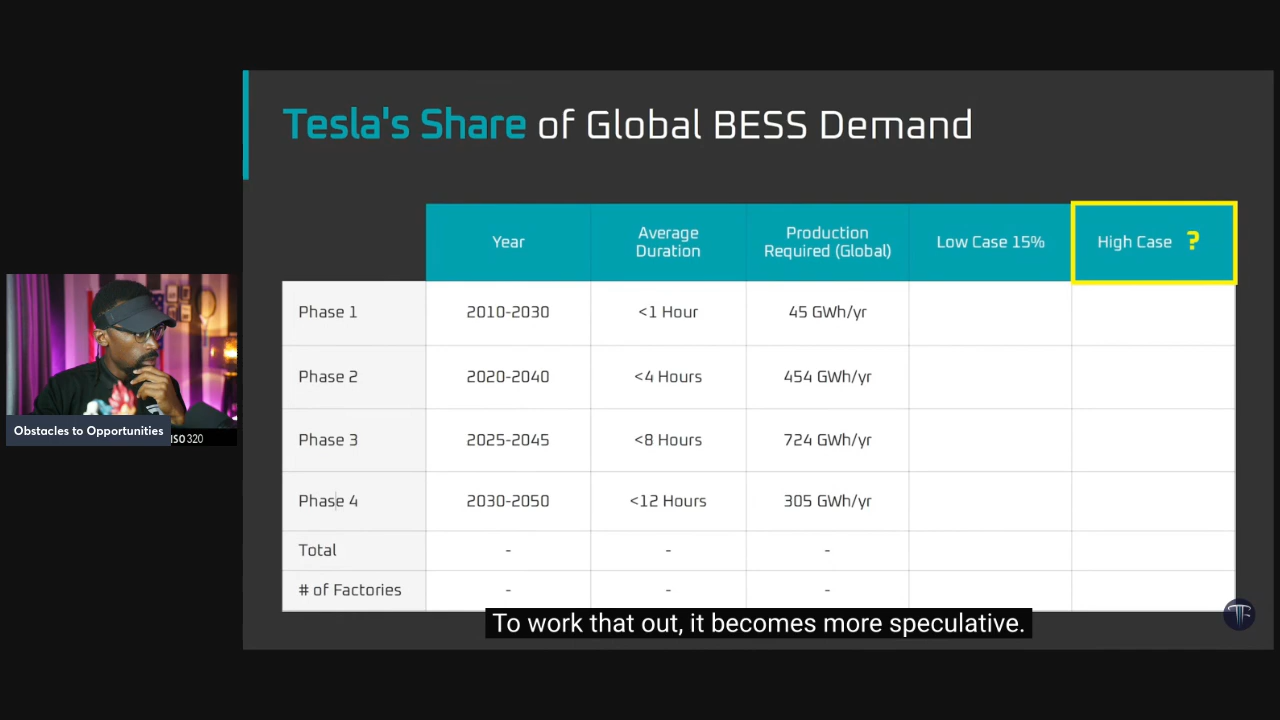 Tesla's Share of Global BESS Demand
Year
Average
Duration
Production
Required (Global)
Low Case 15%
High Case ?
Phase 1
2010-2030
<1 Hour
45 GWh/yr
Phase 2
2020-2040
<4 Hours
454 GWh/yr
Phase 3
2025-2045
<8 Hours
724 GWh/yr
Phase 4
2030-2050
<12 Hours
305 GWh/yr
Total
-
-
-
# of Factories
-
-
-
Obstacles to Opportunities
ISO 320
To work that out, it becomes more speculative.